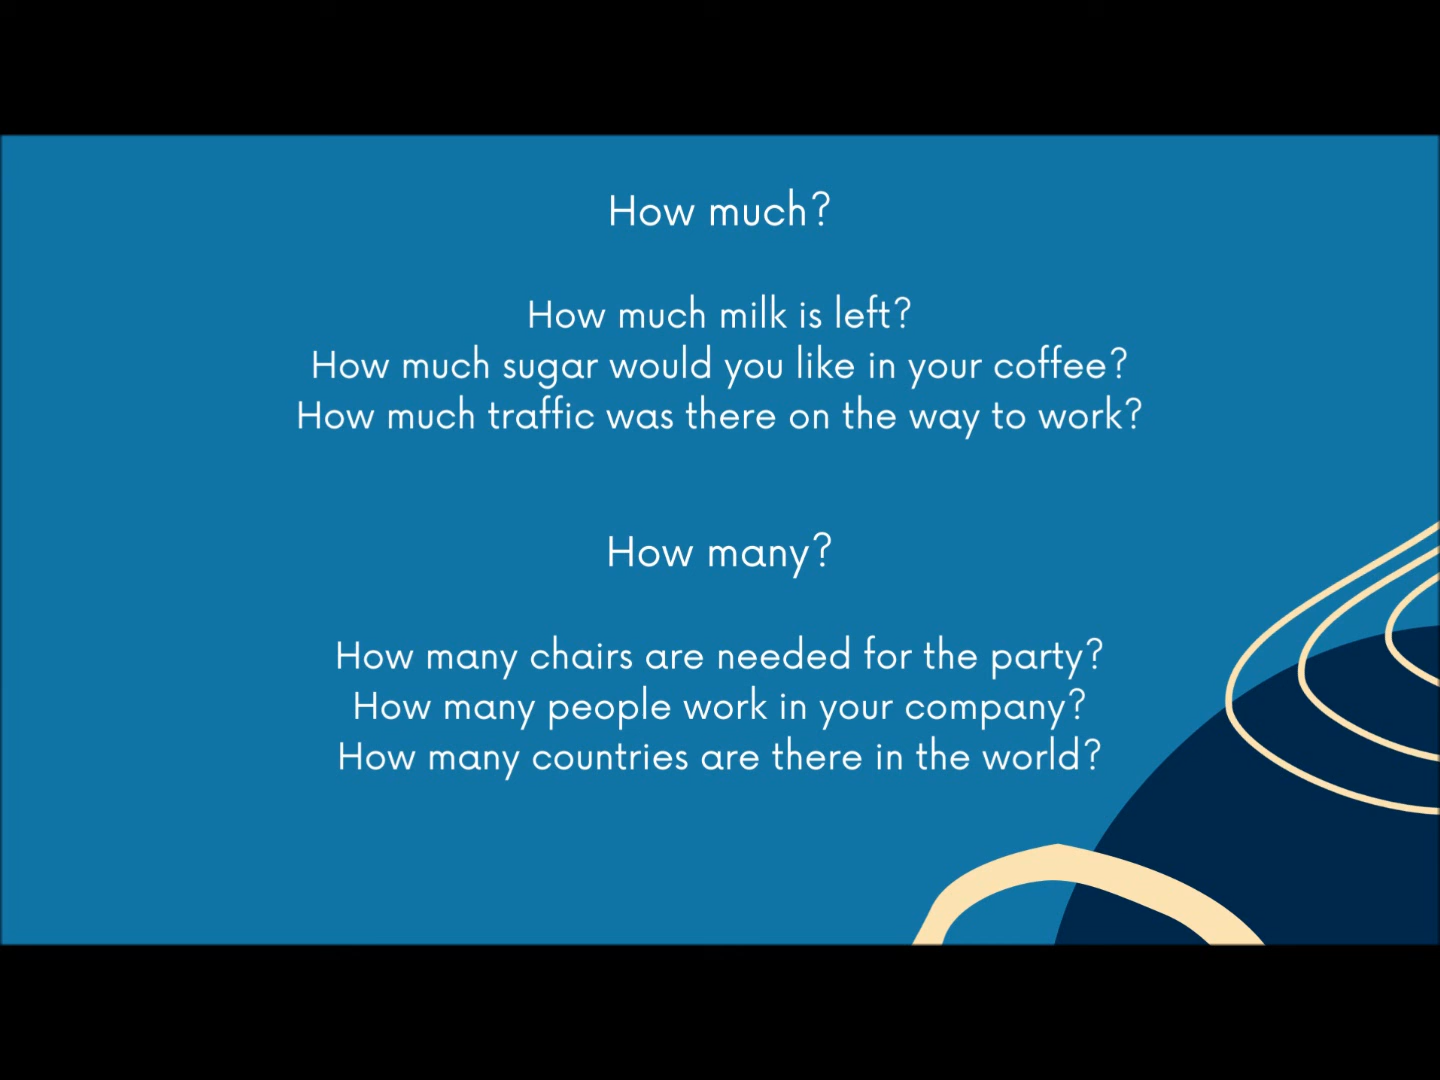 How much?
How much milk is left?
How much sugar would you like in your coffee?
How much traffic was there on the way to work?
How many?
How many chairs are needed for the party?
How many people work in your company?
How many countries are there in the world?